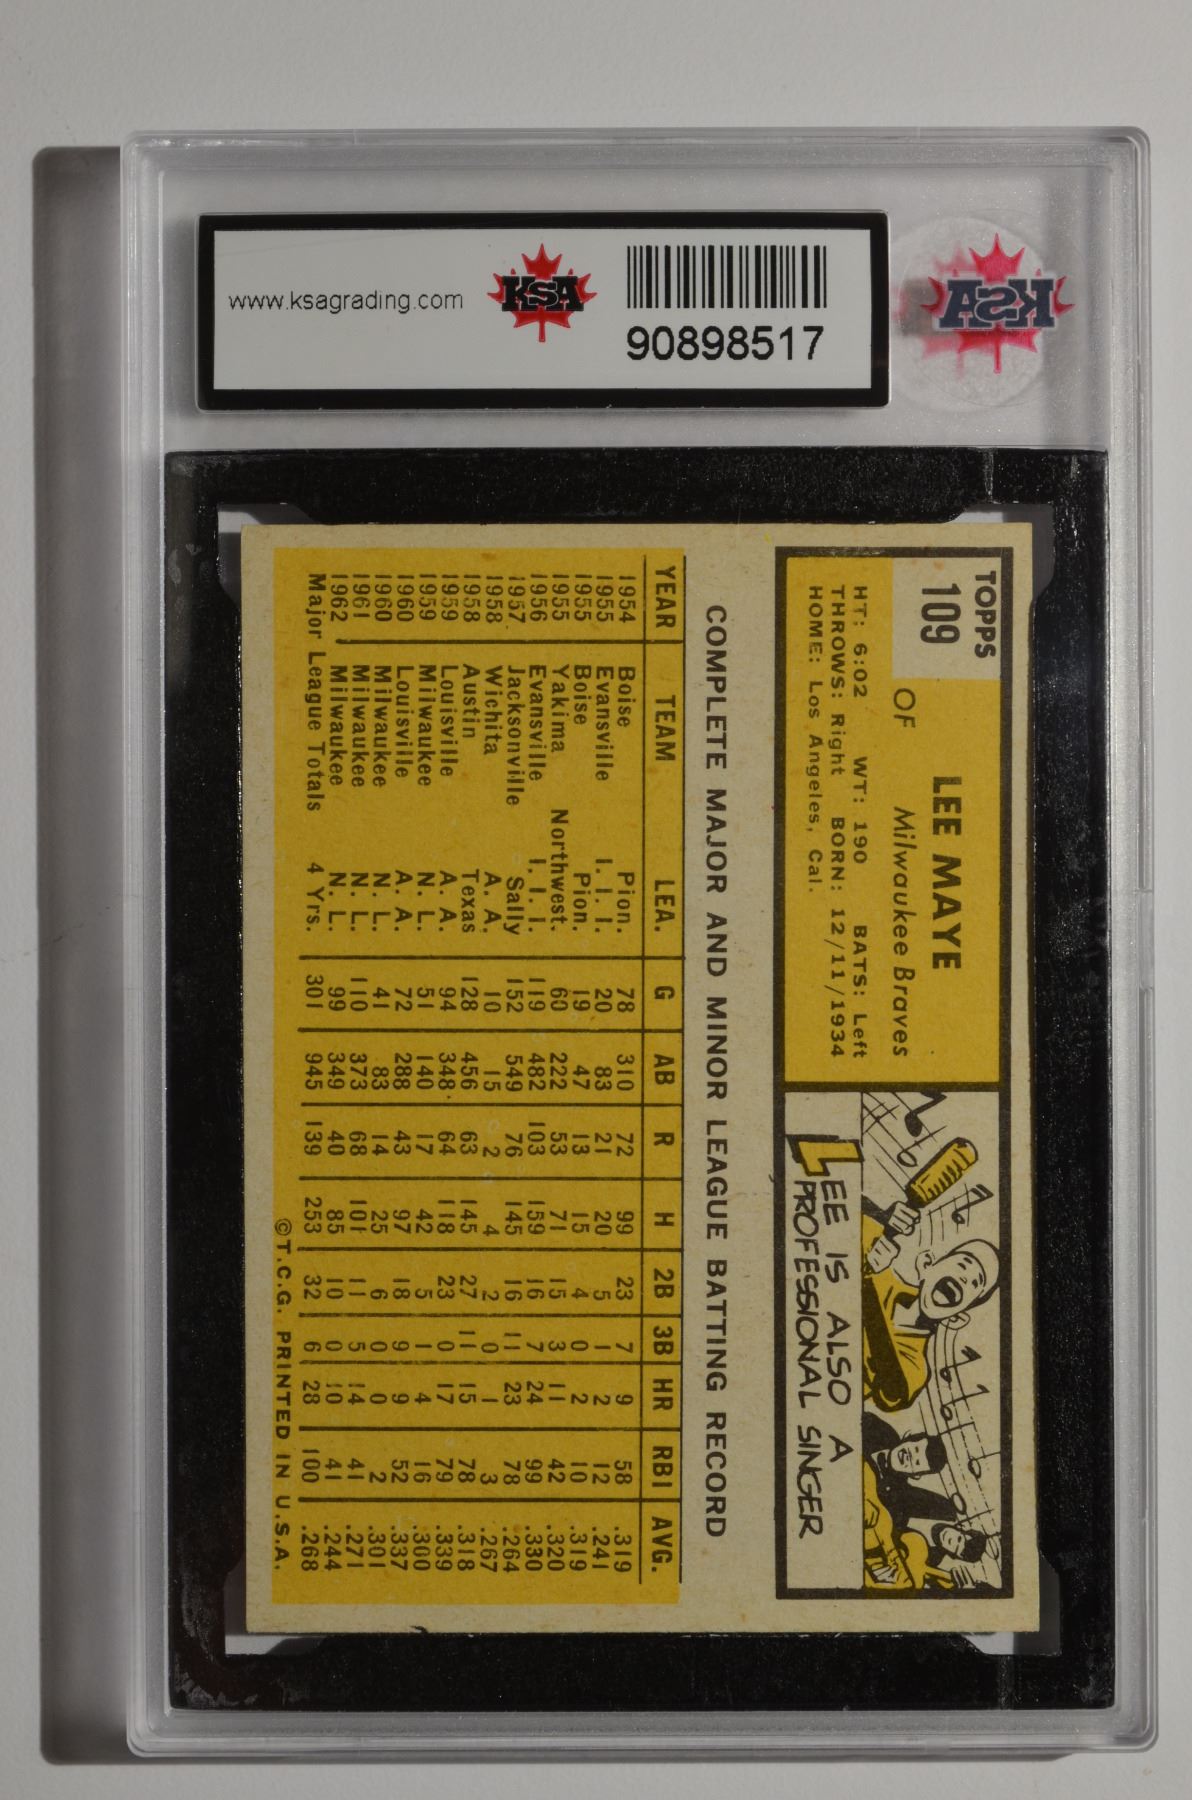 www.ksagrading.com
KSA
90898517
KSA
TOPPS
109
LEE MAYE
OF Milwaukee Braves
HT: 6:02 WT: 190 BATS: Left
THROWS: Right BORN: 12/11/1934
HOME: Los Angeles, Cal.
LEE IS ALSO A
PROFESSIONAL SINGER
COMPLETE MAJOR AND MINOR LEAGUE BATTING RECORD
YEAR TEAM LEA. G AB R H 2B 3B HR RBI AVG.
1954 Boise Pion. 78 310 72 99 23 7 9 58 .319
1955 Evansville I. I. I. 20 83 21 20 5 1 2 12 .241
1955 Boise Pion. 19 47 13 15 4 0 2 10 .319
1955 Yakima Northwest. 60 222 53 71 15 3 11 42 .320
1956 Evansville I. I. I. 119 482 103 159 16 7 24 99 .330
1957 Jacksonville Sally 152 549 76 145 16 11 23 78 .264
1958 Wichita A. A. 10 15 2 4 2 0 1 3 .267
1958 Austin Texas 128 456 63 145 27 11 15 78 .318
1959 Louisville A. A. 94 348 64 118 23 0 17 79 .339
1959 Milwaukee N. L. 51 140 17 42 5 1 4 16 .300
1960 Louisville A. A. 72 288 43 97 18 9 9 52 .337
1960 Milwaukee N. L. 41 83 14 25 6 0 0 2 .301
1961 Milwaukee N. L. 110 373 68 101 11 5 14 41 .271
1962 Milwaukee N. L. 99 349 40 85 10 0 10 41 .244
Major League Totals 4 Yrs. 301 945 139 253 32 6 28 100 .268
©T.C.G. PRINTED IN U.S.A.